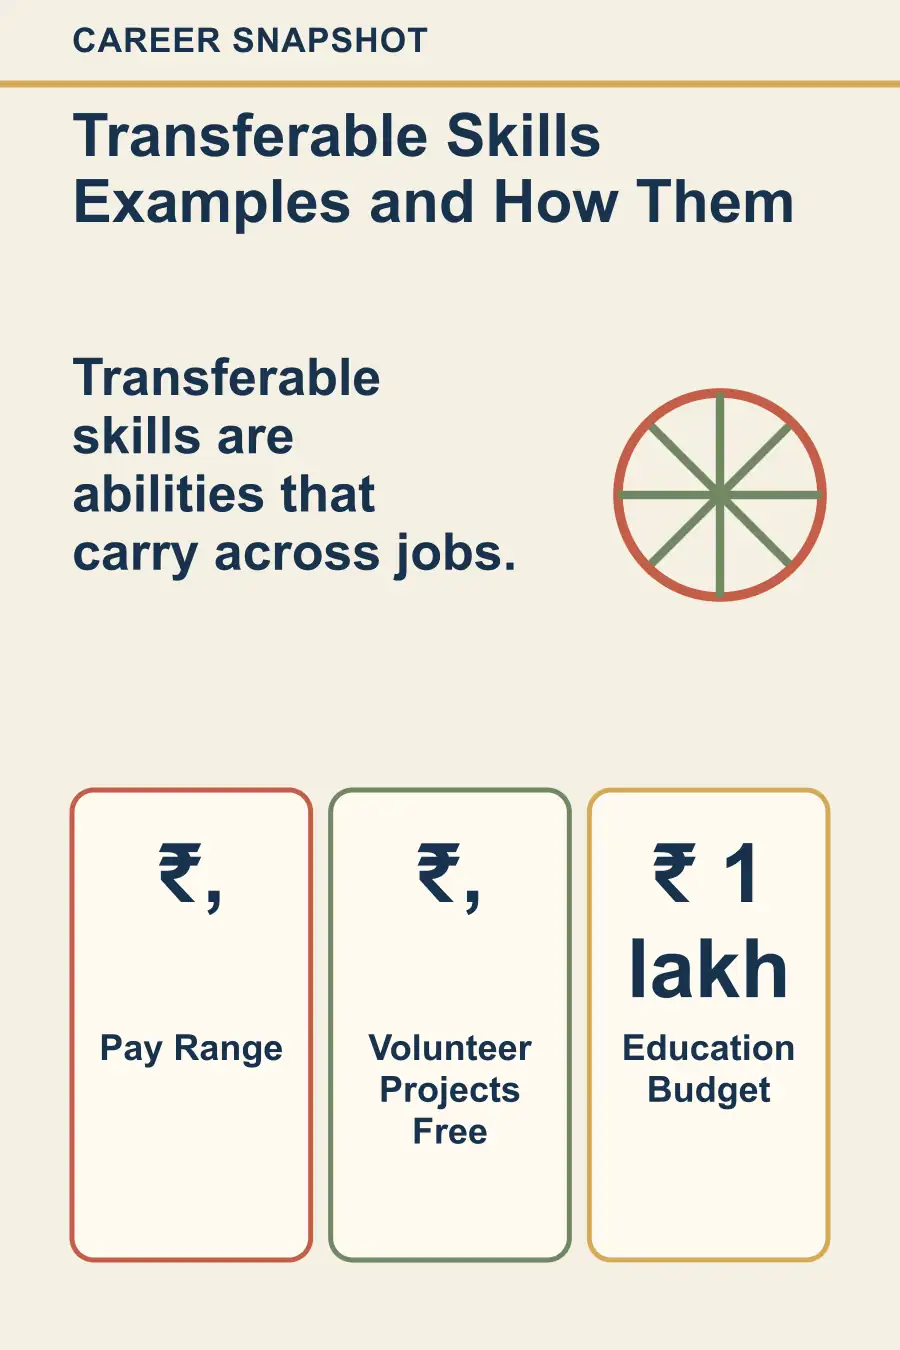 CAREER SNAPSHOT
Transferable Skills
Examples and How Them
Transferable
skills are
abilities that
carry across jobs.
₹,
Pay Range
₹,
Volunteer
Projects
Free
₹ 1
lakh
Education
Budget